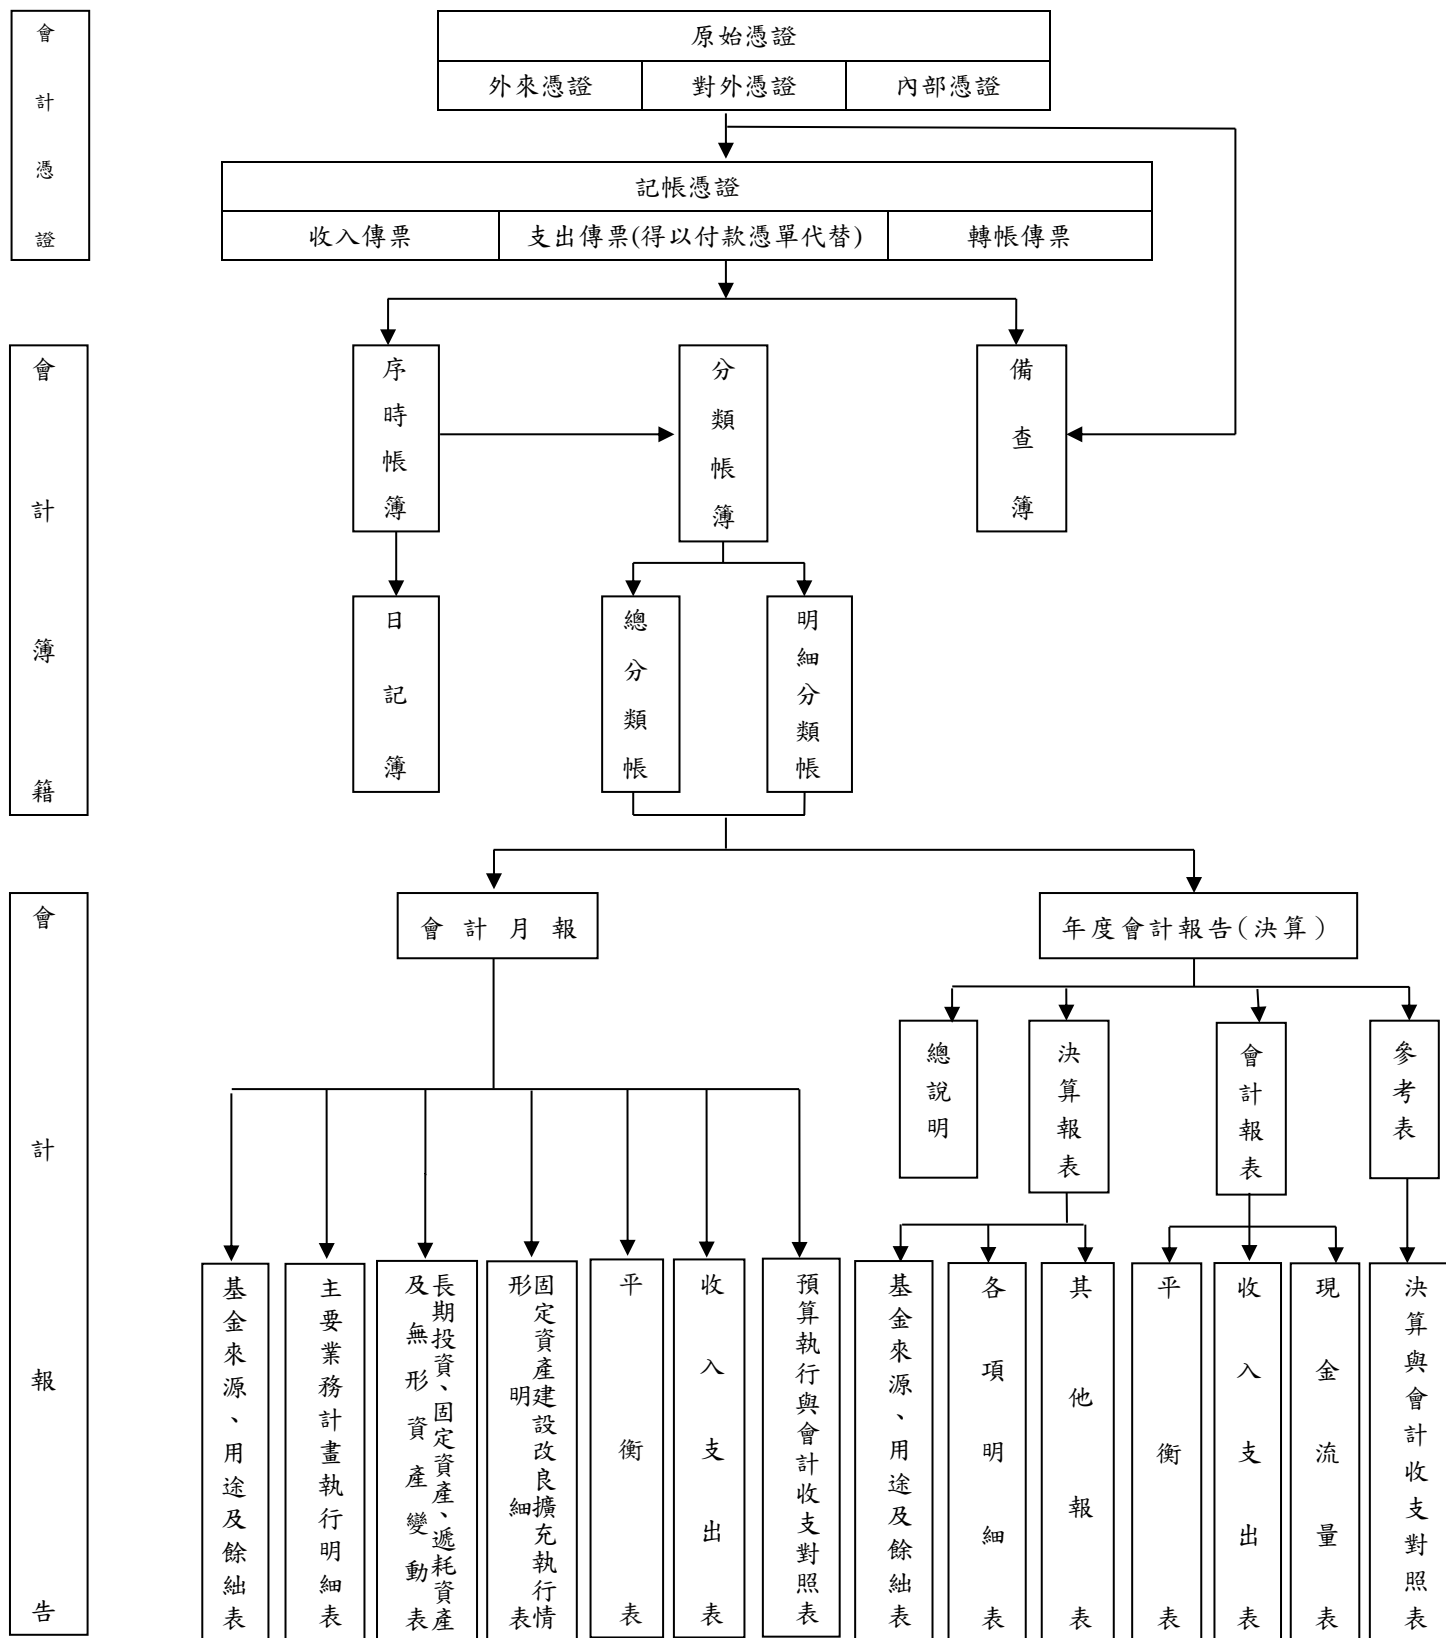 會計憑證
原始憑證
外來憑證
對外憑證
內部憑證
記帳憑證
收入傳票
支出傳票(得以付款憑單代替)
轉帳傳票
會計簿籍
序時帳簿
分類帳簿
備查簿
日記簿
總分類帳
明細分類帳
會計報告
會計月報
年度會計報告(決算)
總說明
決算報表
會計報表
參考表
基金來源、用途及餘絀表
主要業務計畫執行明細表
長期投資、固定資產、遞耗資產
及無形資產變動表
固定資產建設改良擴充執行情
形明細表
平衡表
收入支出表
預算執行與會計收支對照表
基金來源、用途及餘絀表
各項明細表
其他報表
平衡表
收入支出表
現金流量表
決算與會計收支對照表